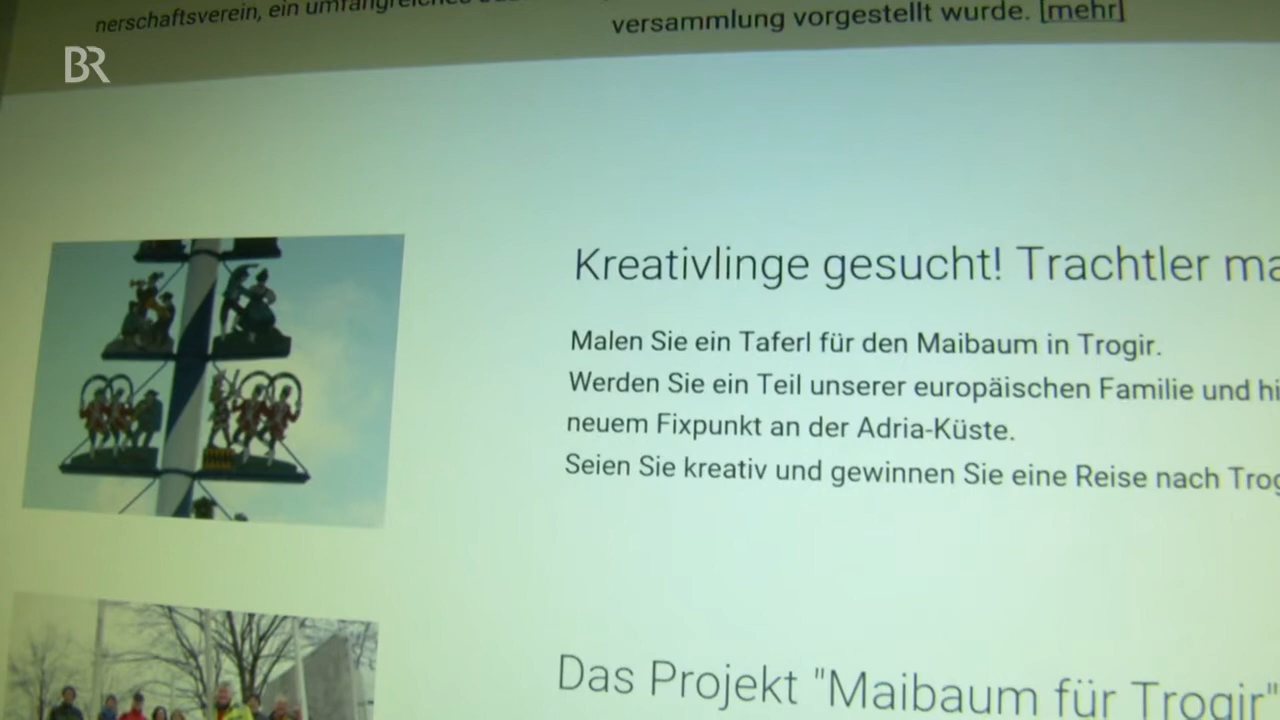 nerschaftsverein, ein
versammlung vorgestellt wurde. [mehr]
BR
Kreativlinge gesucht! Trachtler
Malen Sie ein Taferl für den Maibaum in Trogir.
Werden Sie ein Teil unserer europäischen Familie und
neuem Fixpunkt an der Adria-Küste.
Seien Sie kreativ und gewinnen Sie eine Reise nach
Das Projekt "Maibaum für Trogir"